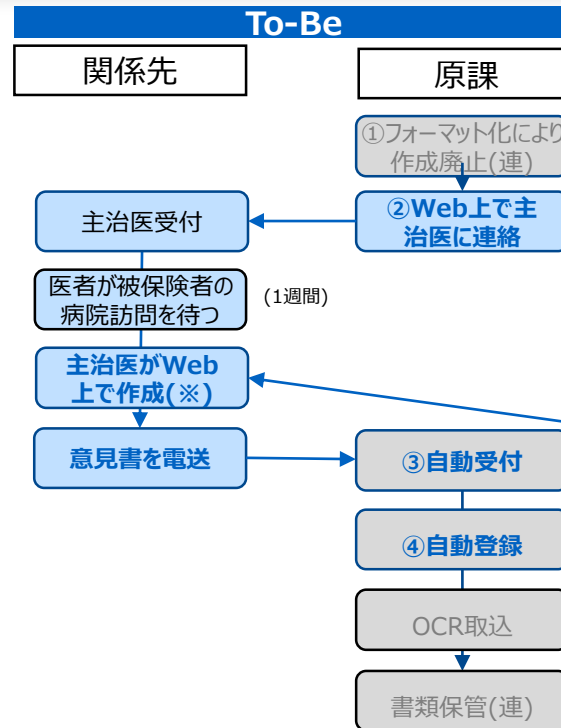 To-Be
関係先
原課
①フォーマット化により
作成廃止(連)
②Web上で主
治医に連絡
主治医受付
医者が被保険者の
病院訪問を待つ
(1週間)
主治医がWeb
上で作成(※)
意見書を電送
③自動受付
④自動登録
OCR取込
書類保管(連)